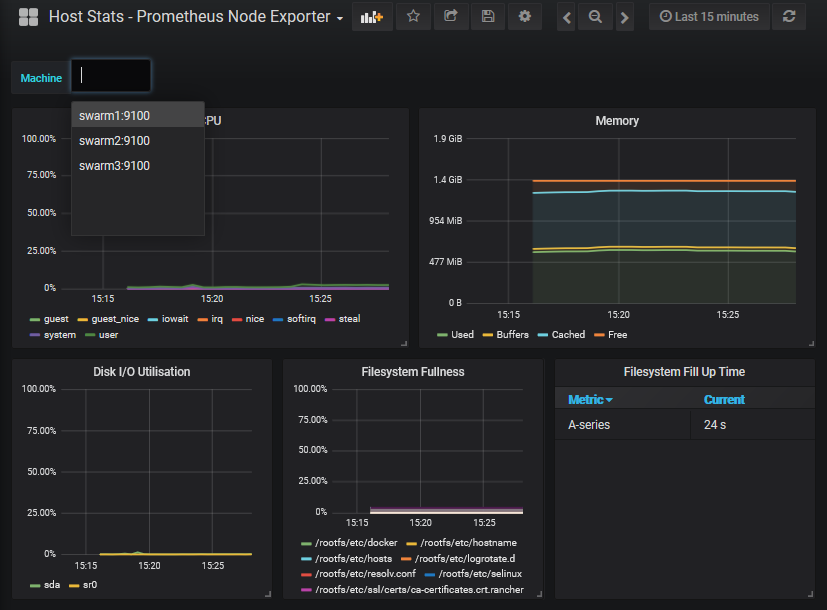 Host Stats - Prometheus Node Exporter
Last 15 minutes
Machine
swarm1:9100
swarm2:9100
swarm3:9100
CPU
100.00%
75.00%
50.00%
25.00%
0%
15:15 15:20 15:25
guest guest_nice iowait irq nice softirq steal
system user
Memory
1.9 GiB
1.4 GiB
954 MiB
477 MiB
0 B
15:15 15:20 15:25
Used Buffers Cached Free
Disk I/O Utilisation
100.00%
75.00%
50.00%
25.00%
0%
15:15 15:20 15:25
sda sr0
Filesystem Fullness
100.00%
75.00%
50.00%
25.00%
0%
15:15 15:20 15:25
/rootfs/etc/docker /rootfs/etc/hostname
/rootfs/etc/hosts /rootfs/etc/logrotate.d
/rootfs/etc/resolv.conf /rootfs/etc/selinux
/rootfs/etc/ssl/certs/ca-certificates.crt.rancher
Filesystem Fill Up Time
Metric Current
A-series 24 s